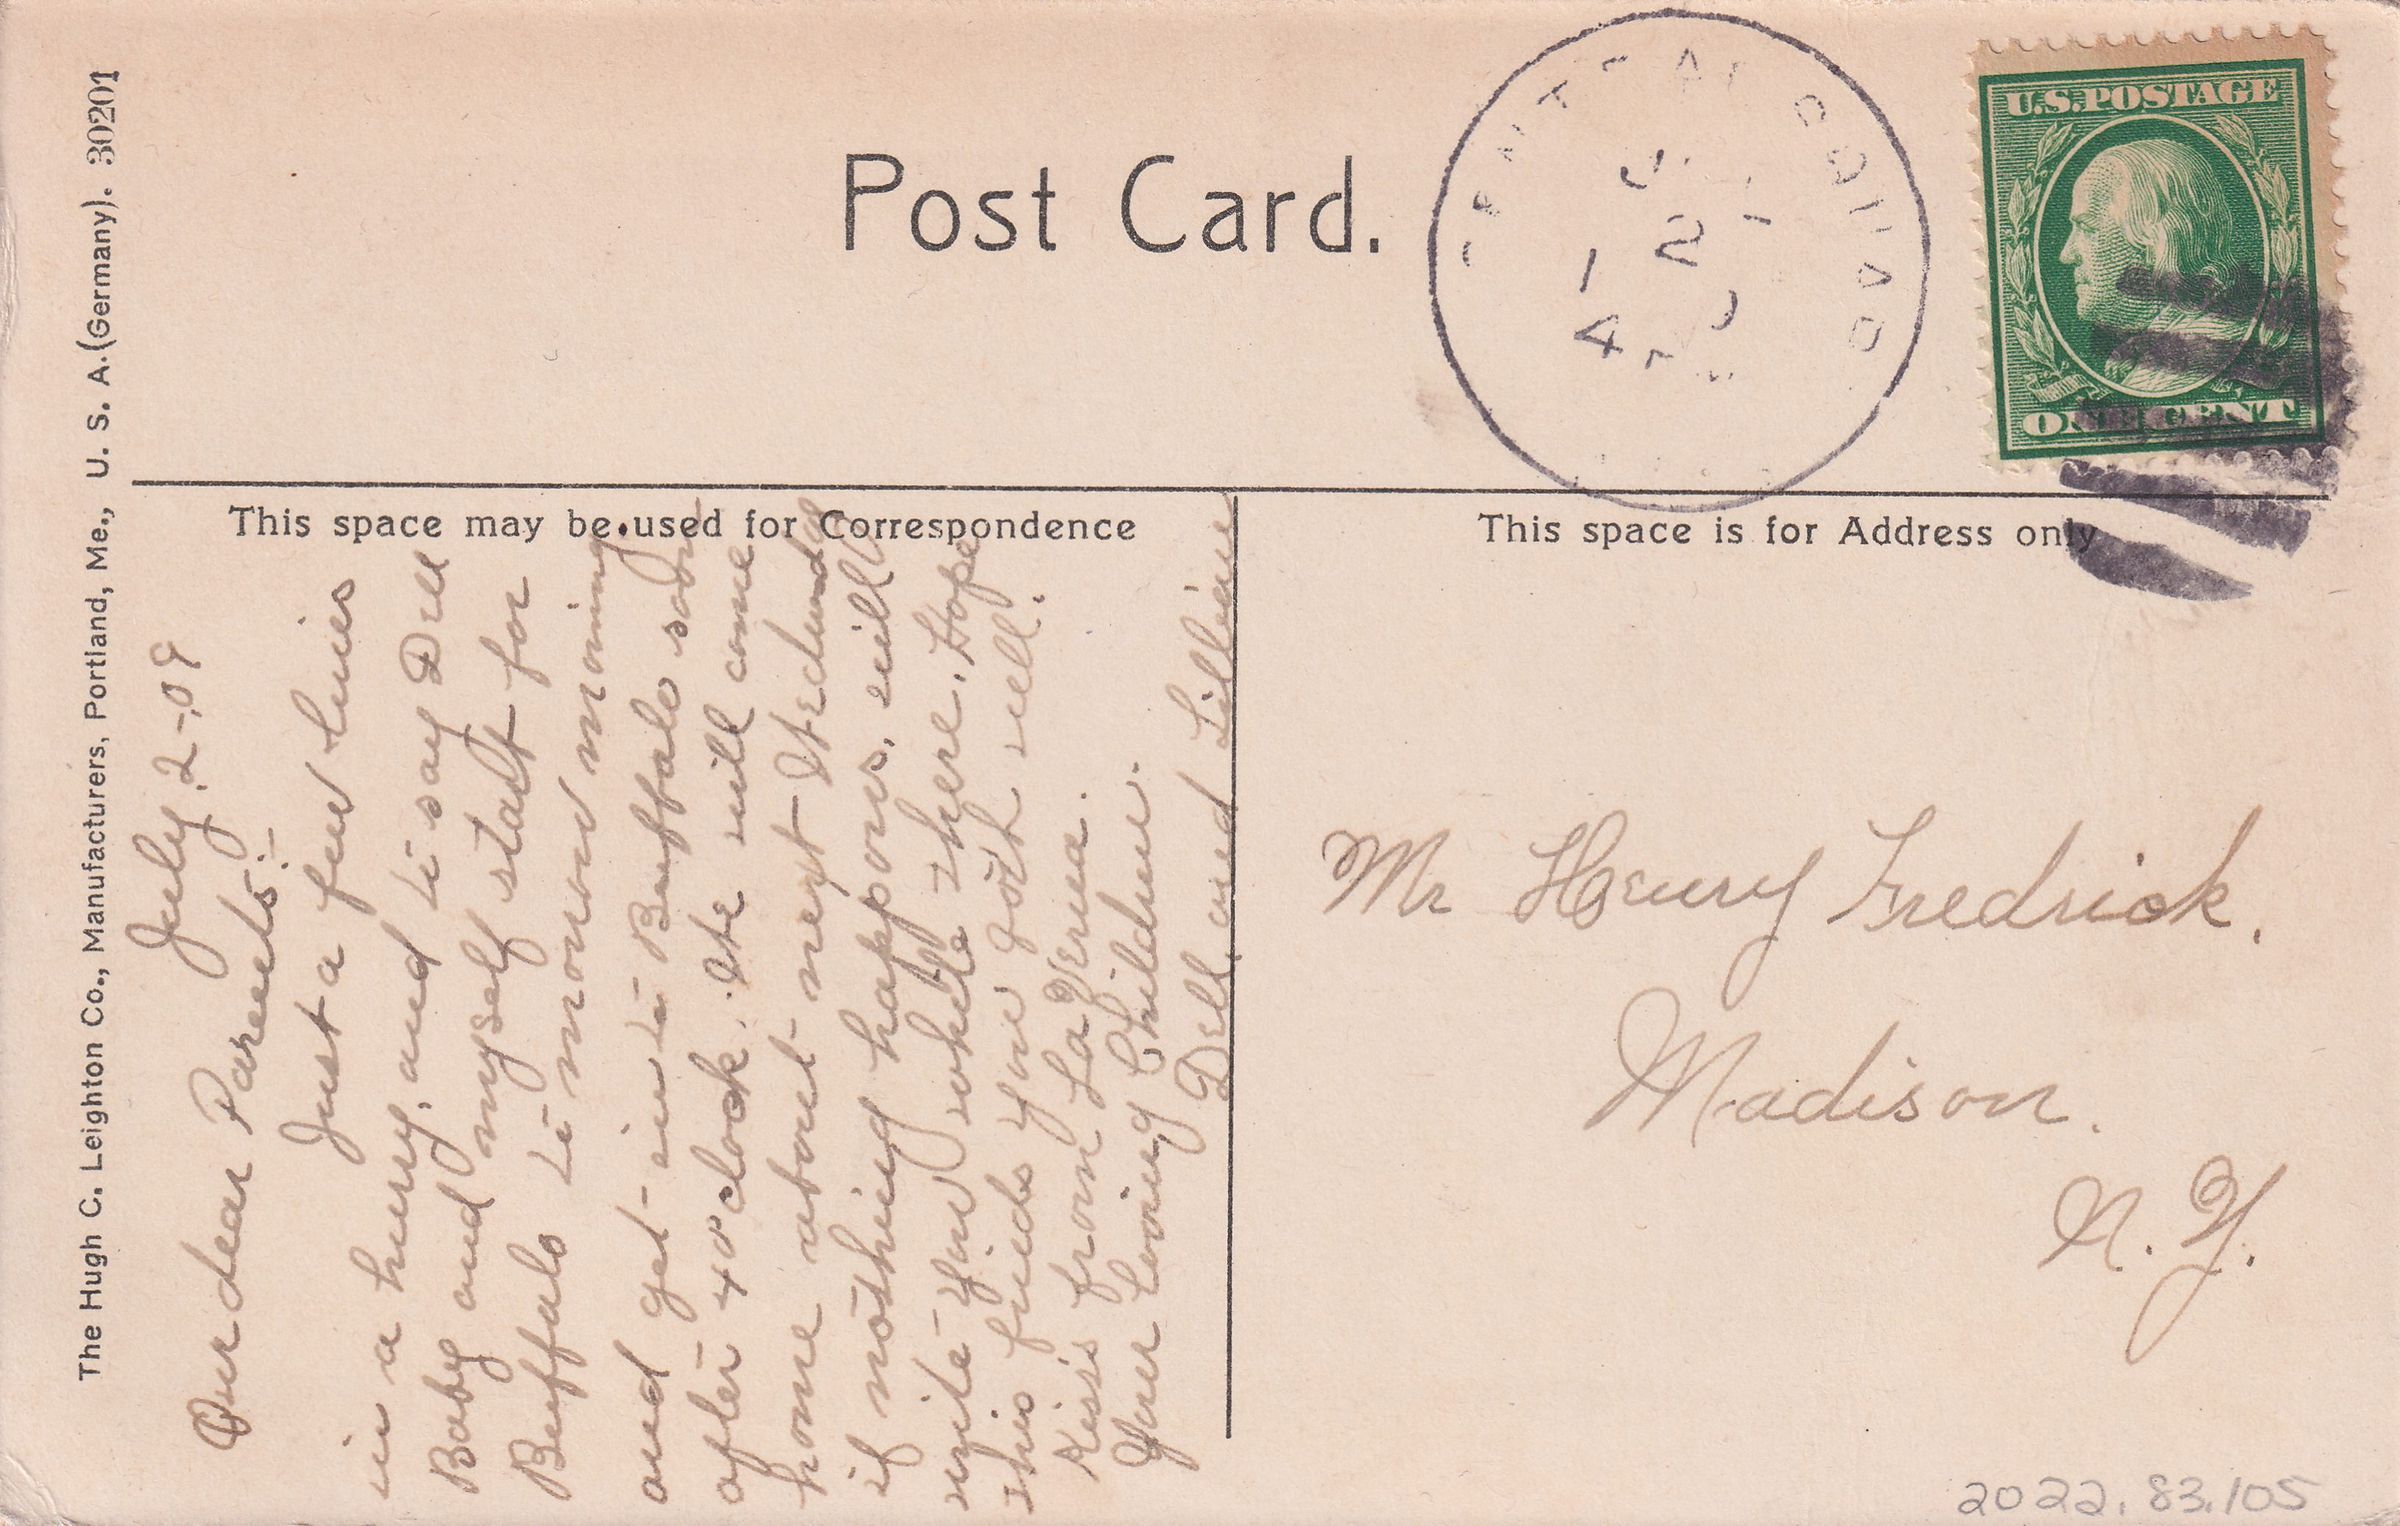 The Hugh C. Leighton Co., Manufacturers, Portland, Me., U. S. A. (Germany). 30201
Post Card.
U.S. POSTAGE
ONE CENT
This space may be used for Correspondence
This space is for Address only
July. 2-09
Our dear Parents:-
Just a few lines
in a hurry, and to say Dell
Baby and myself start for
Buffalo to morrow morning
and get in to Buffalo soon
after 4 o'clock. We will come
home about next Wednesday
if nothing happens, will
write you while there. Hope
this finds you both well.
Kiss from LaVerna.
Your Loving Children.
Dell and Lillian
Mr Henry Fredrick.
Madison.
N. Y.
2022.83.105